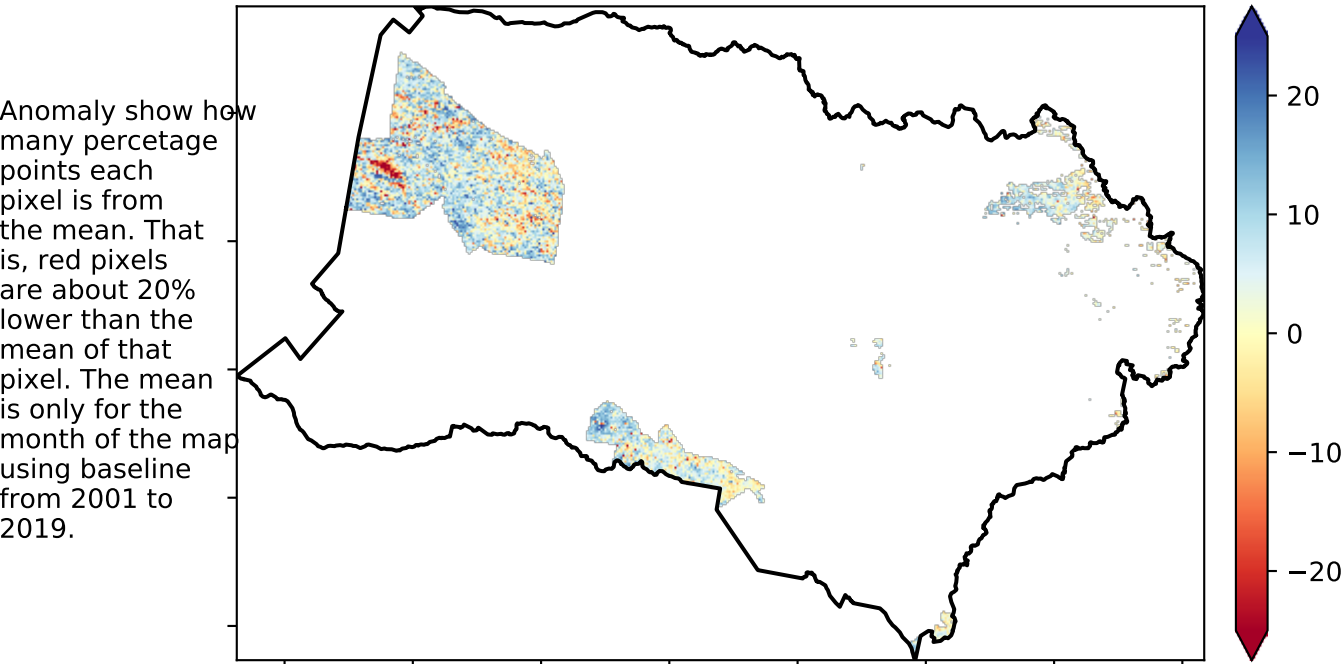 Anomaly show how
many percetage
points each
pixel is from
the mean. That
is, red pixels
are about 20%
lower than the
mean of that
pixel. The mean
is only for the
month of the map
using baseline
from 2001 to
2019.
20
10
0
−10
−20